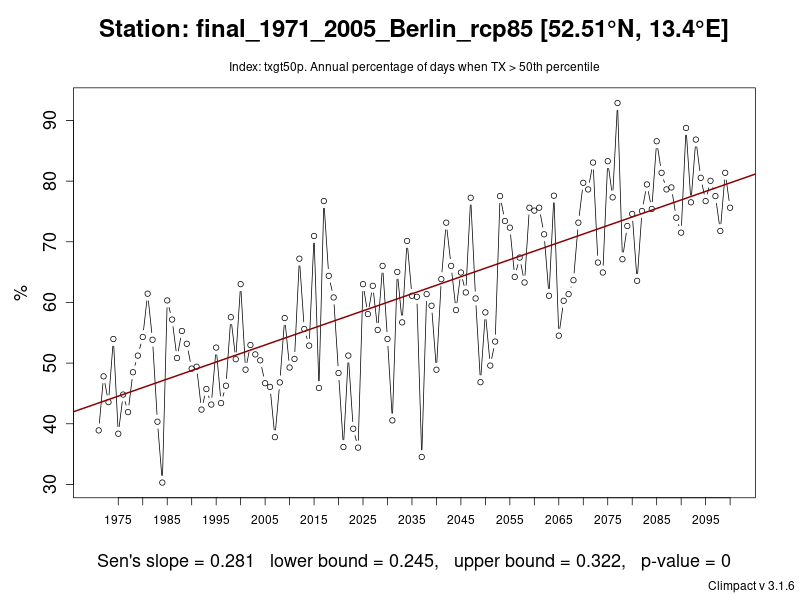 Station: final_1971_2005_Berlin_rcp85 [52.51°N, 13.4°E]
Index: txgt50p. Annual percentage of days when TX > 50th percentile
90
80
70
60
50
40
30
%
1975 1985 1995 2005 2015 2025 2035 2045 2055 2065 2075 2085 2095
Sen's slope = 0.281 lower bound = 0.245, upper bound = 0.322, p-value = 0
Climpact v 3.1.6